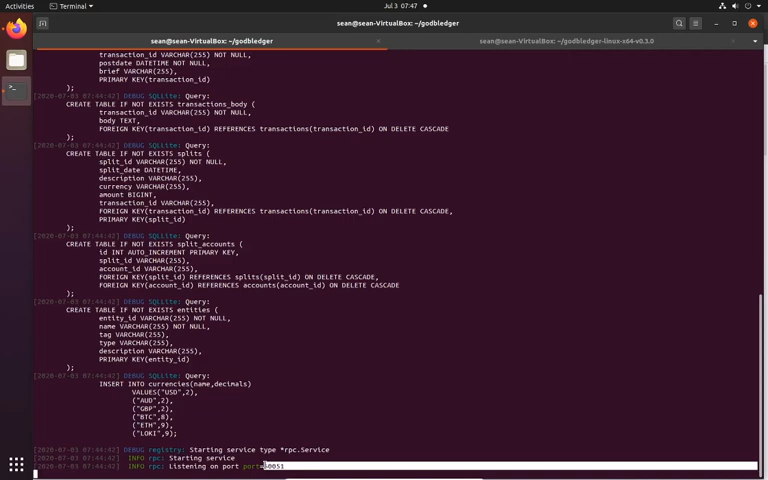 Activities
Terminal
Jul 3 07:47
sean@sean-VirtualBox: ~/godbledger
sean@sean-VirtualBox: ~/godbledger
sean@sean-VirtualBox: ~/godbledger-linux-x64-v0.3.0
transaction_id VARCHAR(255) NOT NULL,
postdate DATETIME NOT NULL,
brief VARCHAR(255),
PRIMARY KEY(transaction_id)
);
[2020-07-03 07:44:42] DEBUG SQLLite: Query:
CREATE TABLE IF NOT EXISTS transactions_body (
transaction_id VARCHAR(255) NOT NULL,
body TEXT,
FOREIGN KEY(transaction_id) REFERENCES transactions(transaction_id) ON DELETE CASCADE
);
[2020-07-03 07:44:42] DEBUG SQLLite: Query:
CREATE TABLE IF NOT EXISTS splits (
split_id VARCHAR(255) NOT NULL,
split_date DATETIME,
description VARCHAR(255),
currency VARCHAR(255),
amount BIGINT,
transaction_id VARCHAR(255),
FOREIGN KEY(transaction_id) REFERENCES transactions(transaction_id) ON DELETE CASCADE,
PRIMARY KEY(split_id)
);
[2020-07-03 07:44:42] DEBUG SQLLite: Query:
CREATE TABLE IF NOT EXISTS split_accounts (
id INT AUTO_INCREMENT PRIMARY KEY,
split_id VARCHAR(255),
account_id VARCHAR(255),
FOREIGN KEY(split_id) REFERENCES splits(split_id) ON DELETE CASCADE,
FOREIGN KEY(account_id) REFERENCES accounts(account_id) ON DELETE CASCADE
);
[2020-07-03 07:44:42] DEBUG SQLLite: Query:
CREATE TABLE IF NOT EXISTS entities (
entity_id VARCHAR(255) NOT NULL,
name VARCHAR(255) NOT NULL,
tag VARCHAR(255),
type VARCHAR(255),
description VARCHAR(255),
PRIMARY KEY(entity_id)
);
[2020-07-03 07:44:42] DEBUG SQLLite: Query:
INSERT INTO currencies(name,decimals)
VALUES("USD",2),
("AUD",2),
("GBP",2),
("BTC",8),
("ETH",9),
("LOKI",9);
[2020-07-03 07:44:42] DEBUG registry: Starting service type *rpc.Service
[2020-07-03 07:44:42] INFO rpc: Starting service
[2020-07-03 07:44:42] INFO rpc: Listening on port port=50051